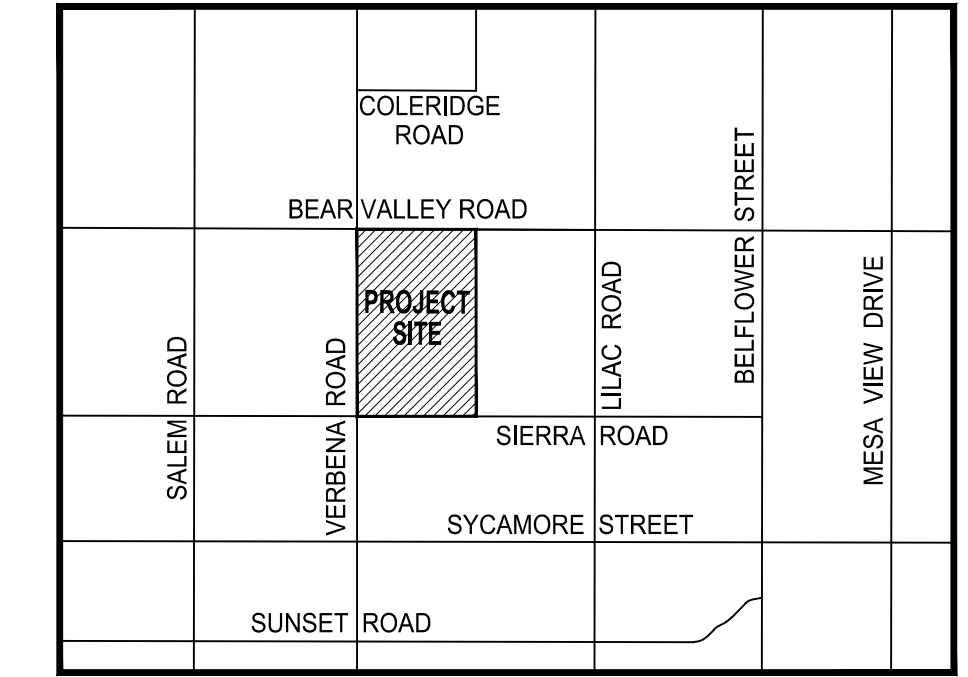 COLERIDGE
ROAD
BEAR VALLEY ROAD
BELFLOWER STREET
PROJECT
SITE
LILAC ROAD
MESA VIEW DRIVE
SALEM ROAD
VERBENA ROAD
SIERRA ROAD
SYCAMORE STREET
SUNSET ROAD